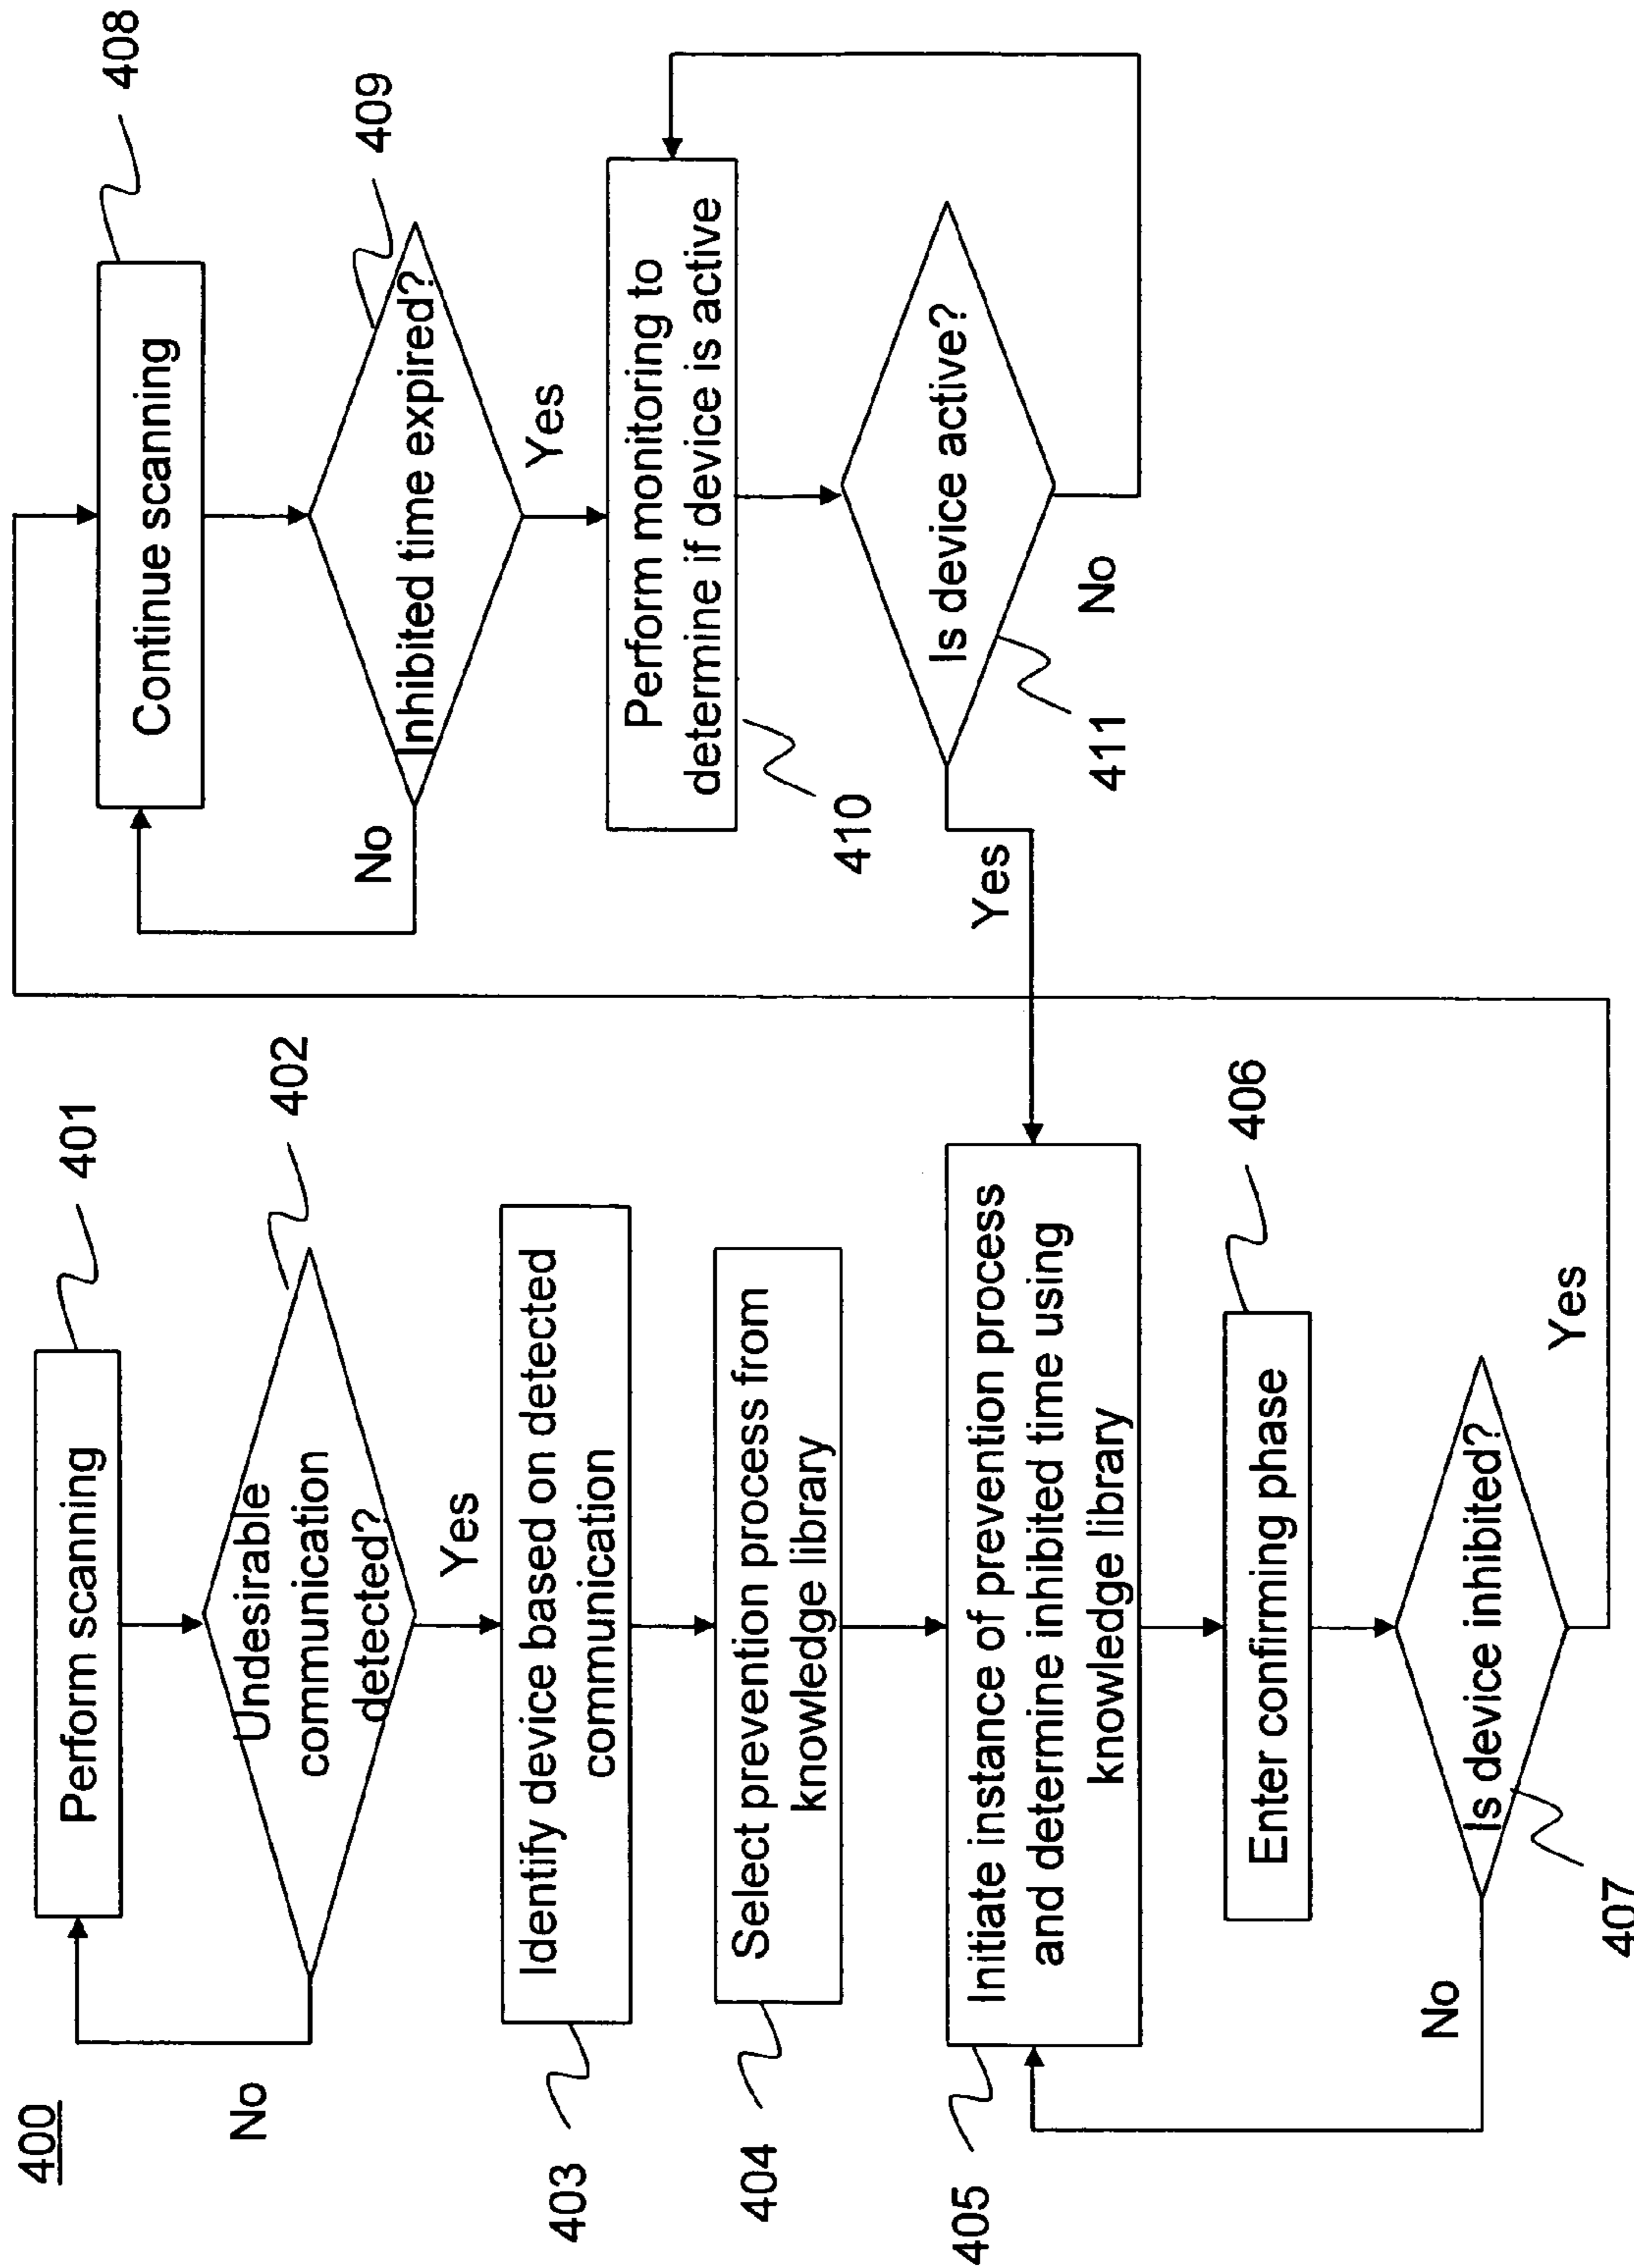 400
Perform scanning
401
Undesirable
communication
detected?
402
No
Yes
Identify device based on detected
communication
403
Select prevention process from
knowledge library
404
Initiate instance of prevention process
and determine inhibited time using
knowledge library
405
Enter confirming phase
406
Is device inhibited?
407
No
Yes
Continue scanning
408
Inhibited time expired?
409
No
Yes
Perform monitoring to
determine if device is active
410
Is device active?
411
Yes
No